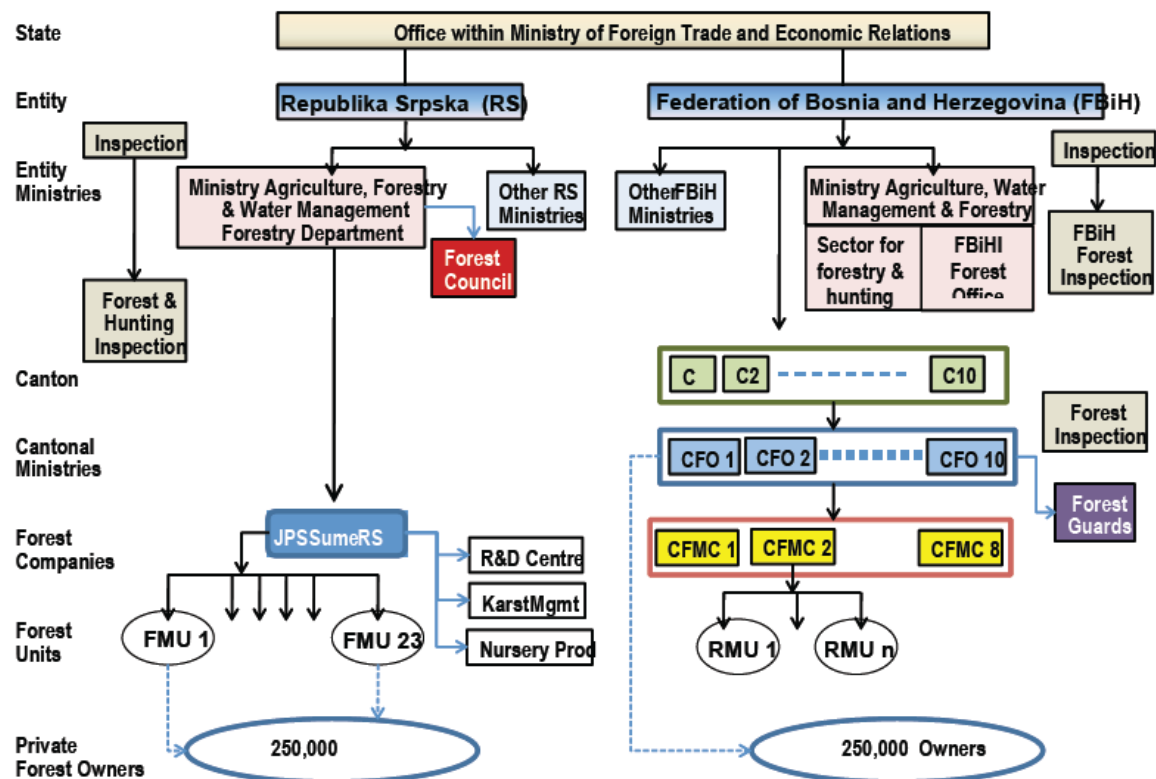 State
Office within Ministry of Foreign Trade and Economic Relations
Entity
Republika Srpska (RS)
Federation of Bosnia and Herzegovina (FBiH)
Inspection
Inspection
Entity
Ministries
Ministry Agriculture, Forestry
& Water Management
Forestry Department
Other RS
Ministries
OtherFBiH
Ministries
Ministry Agriculture, Water
Management & Forestry
Forest
Council
Sector for
forestry &
hunting
FBiHI
Forest
Office
FBiH
Forest
Inspection
Forest &
Hunting
Inspection
Canton
C
C2
C10
Forest
Inspection
Cantonal
Ministries
CFO 1
CFO 2
CFO 10
Forest
Guards
Forest
Companies
JPSSumeRS
R&D Centre
KarstMgmt
Nursery Prod
CFMC 1
CFMC 2
CFMC 8
Forest
Units
FMU 1
FMU 23
RMU 1
RMU n
Private
Forest Owners
250,000
250,000 Owners